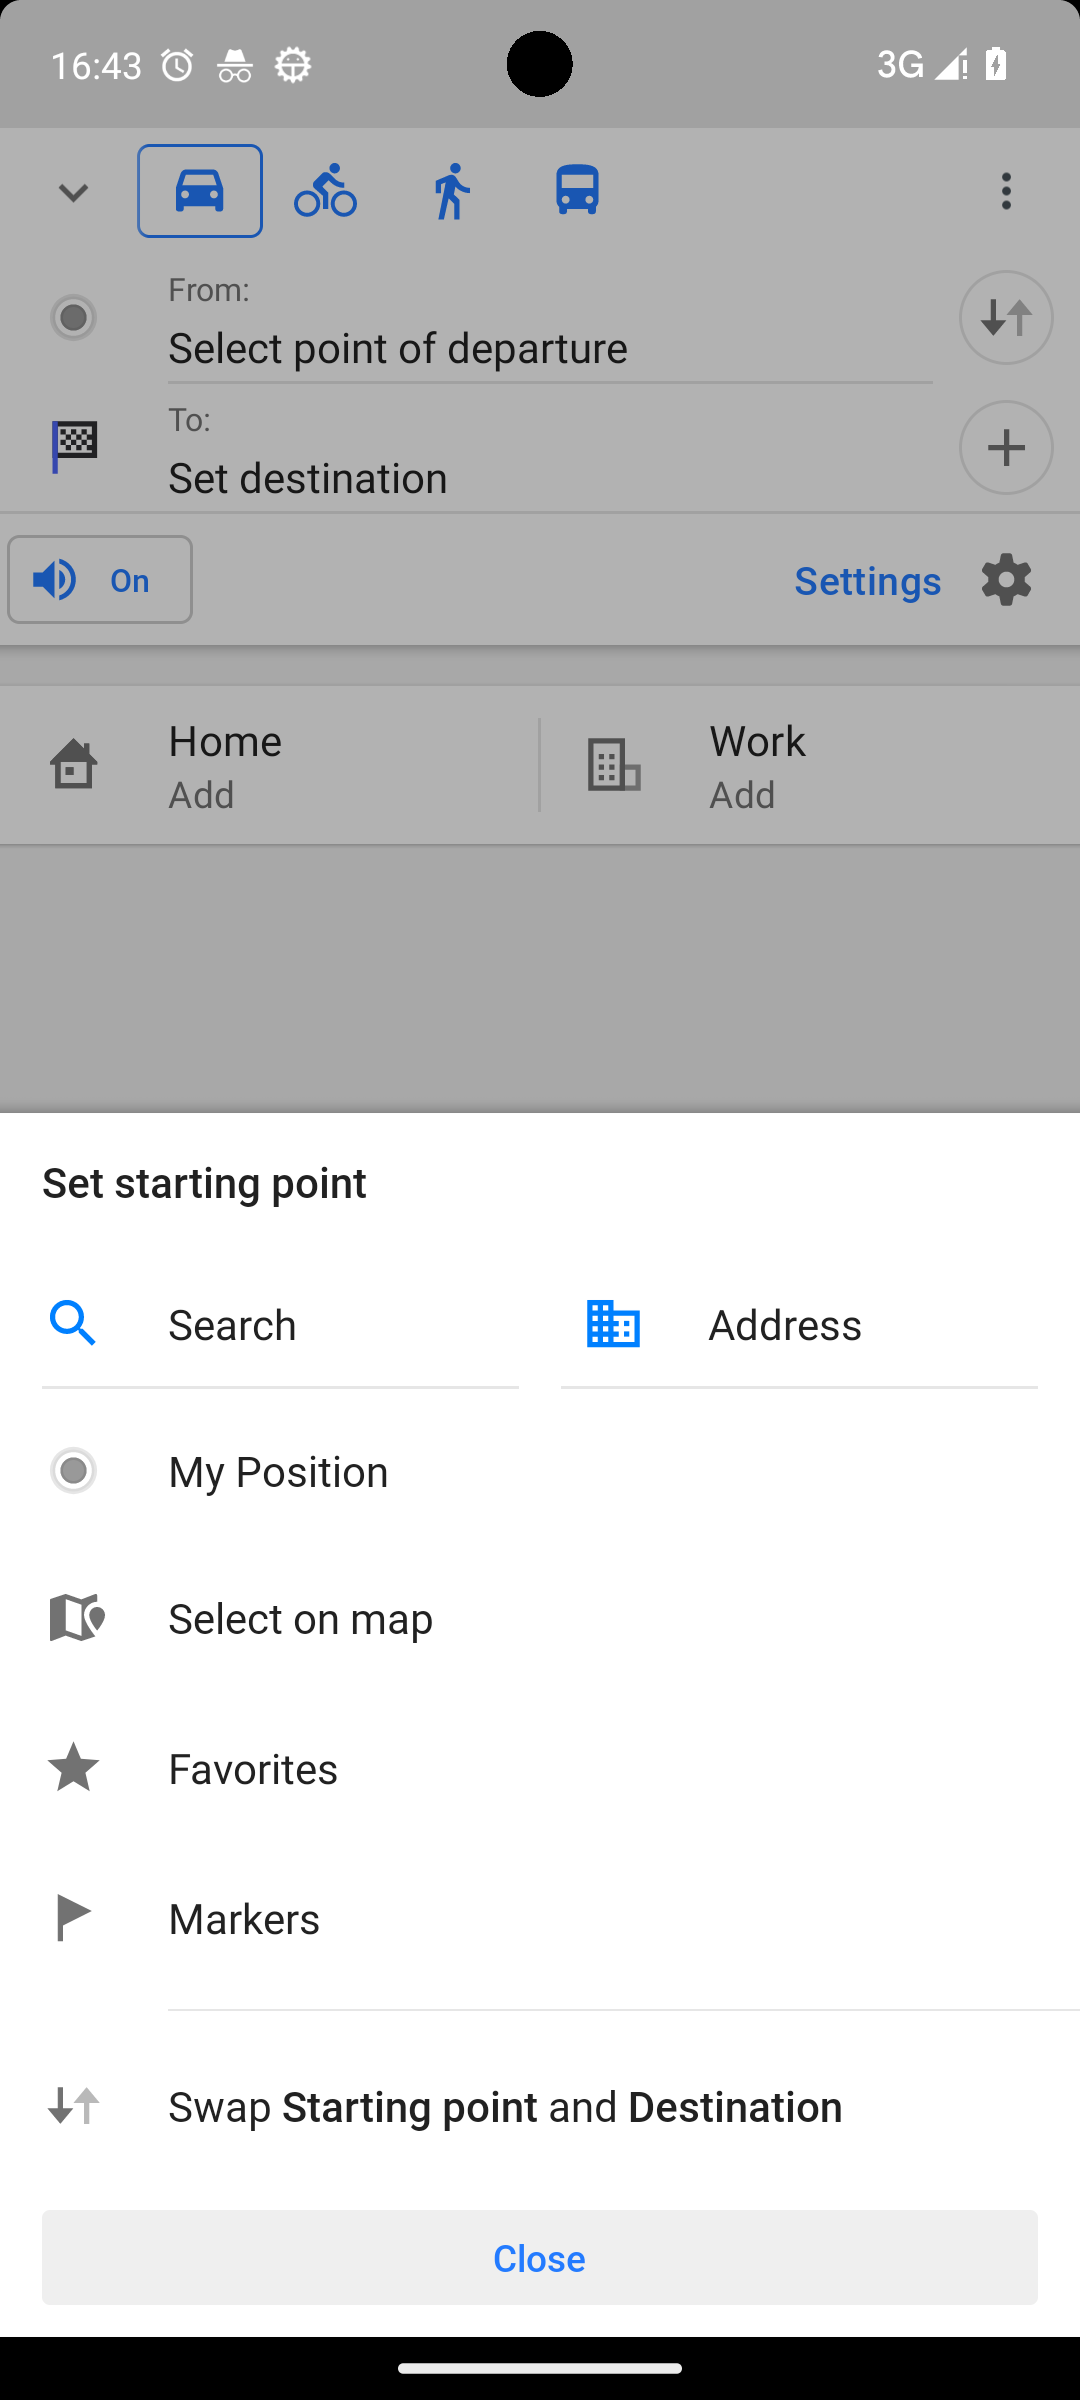 16:43
3G
From:
Select point of departure
To:
Set destination
On
Settings
Home
Add
Work
Add
Set starting point
Search
Address
My Position
Select on map
Favorites
Markers
Swap Starting point and Destination
Close